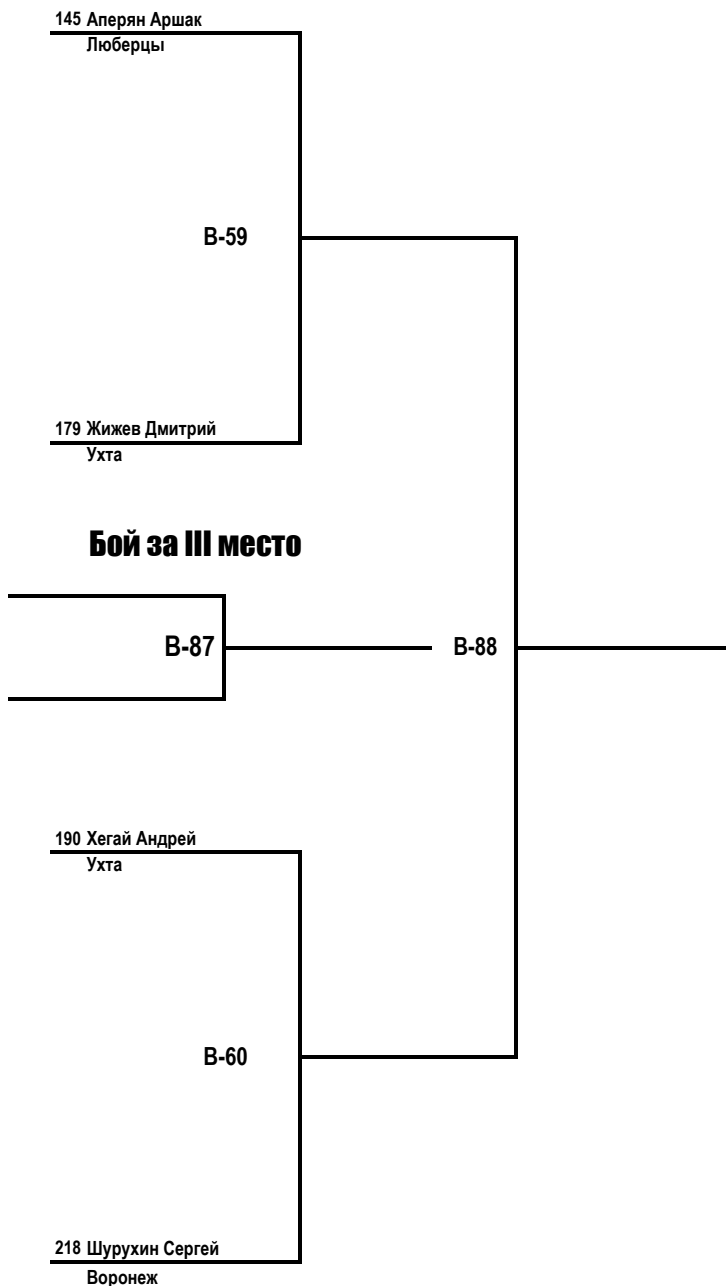 145 Аперян Аршак
Люберцы
B-59
179 Жижев Дмитрий
Ухта
Бой за III место
B-87
B-88
190 Хегай Андрей
Ухта
B-60
218 Шурухин Сергей
Воронеж